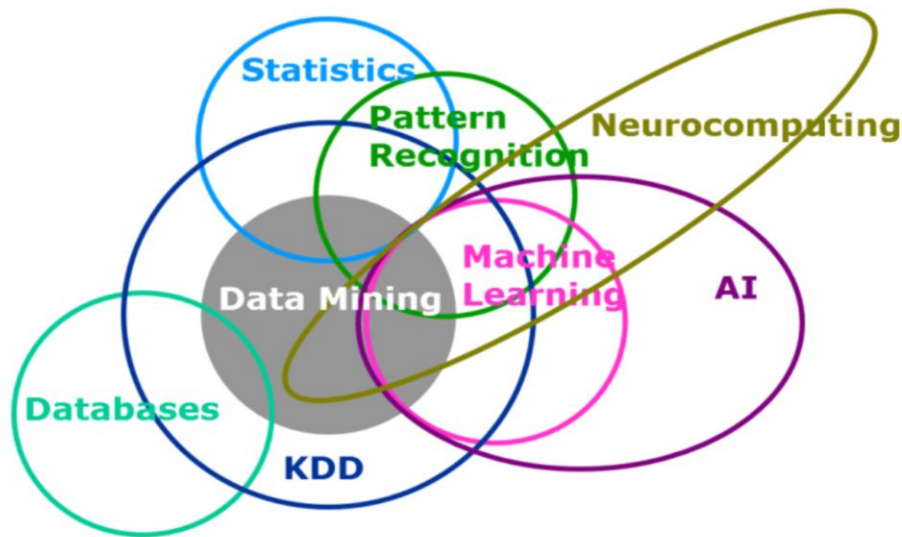 Statistics
Pattern
Recognition
Neurocomputing
Machine
Learning
AI
Data Mining
Databases
KDD